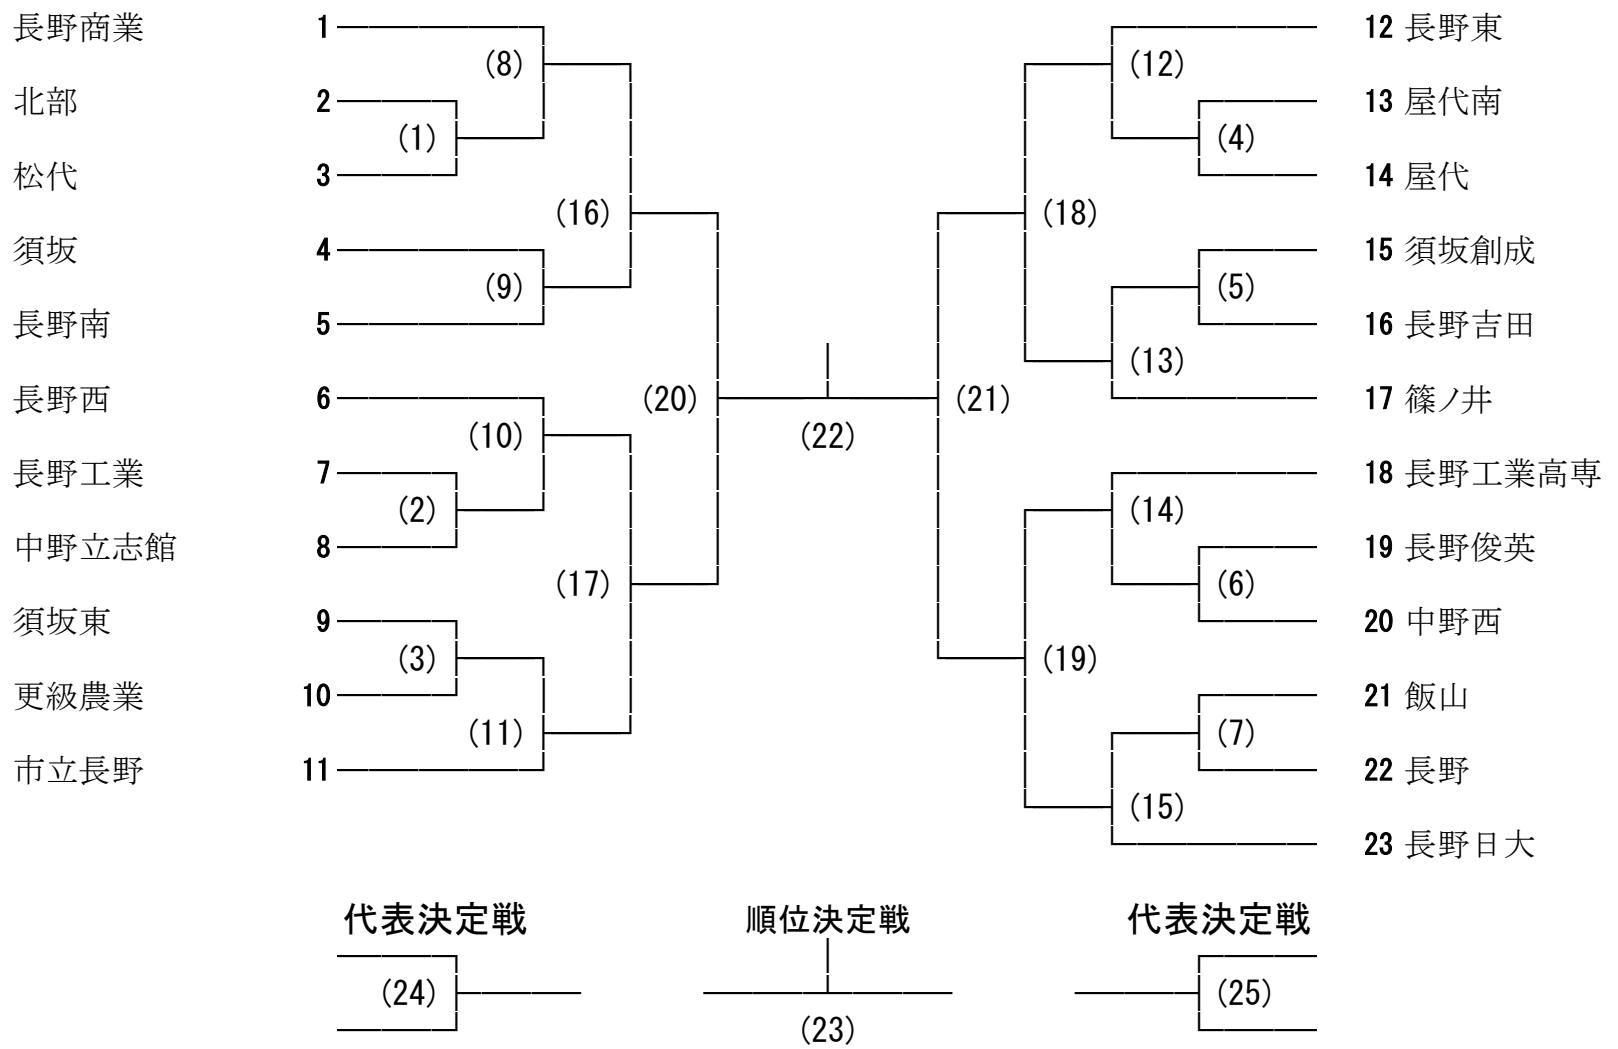 長野商業 1 12 長野東
(8) (12)
北部 2 13 屋代南
(1) (4)
松代 3 14 屋代
(16) (18)
須坂 4 15 須坂創成
(9) (5)
長野南 5 16 長野吉田
(13)
長野西 6 (20) (21) 17 篠ノ井
(10) (22)
長野工業 7 18 長野工業高専
(2) (14)
中野立志館 8 19 長野俊英
(17) (6)
須坂東 9 20 中野西
(3) (19)
更級農業 10 21 飯山
(11) (7)
市立長野 11 22 長野
(15)
23 長野日大
代表決定戦 順位決定戦 代表決定戦
(24) (25)
(23)